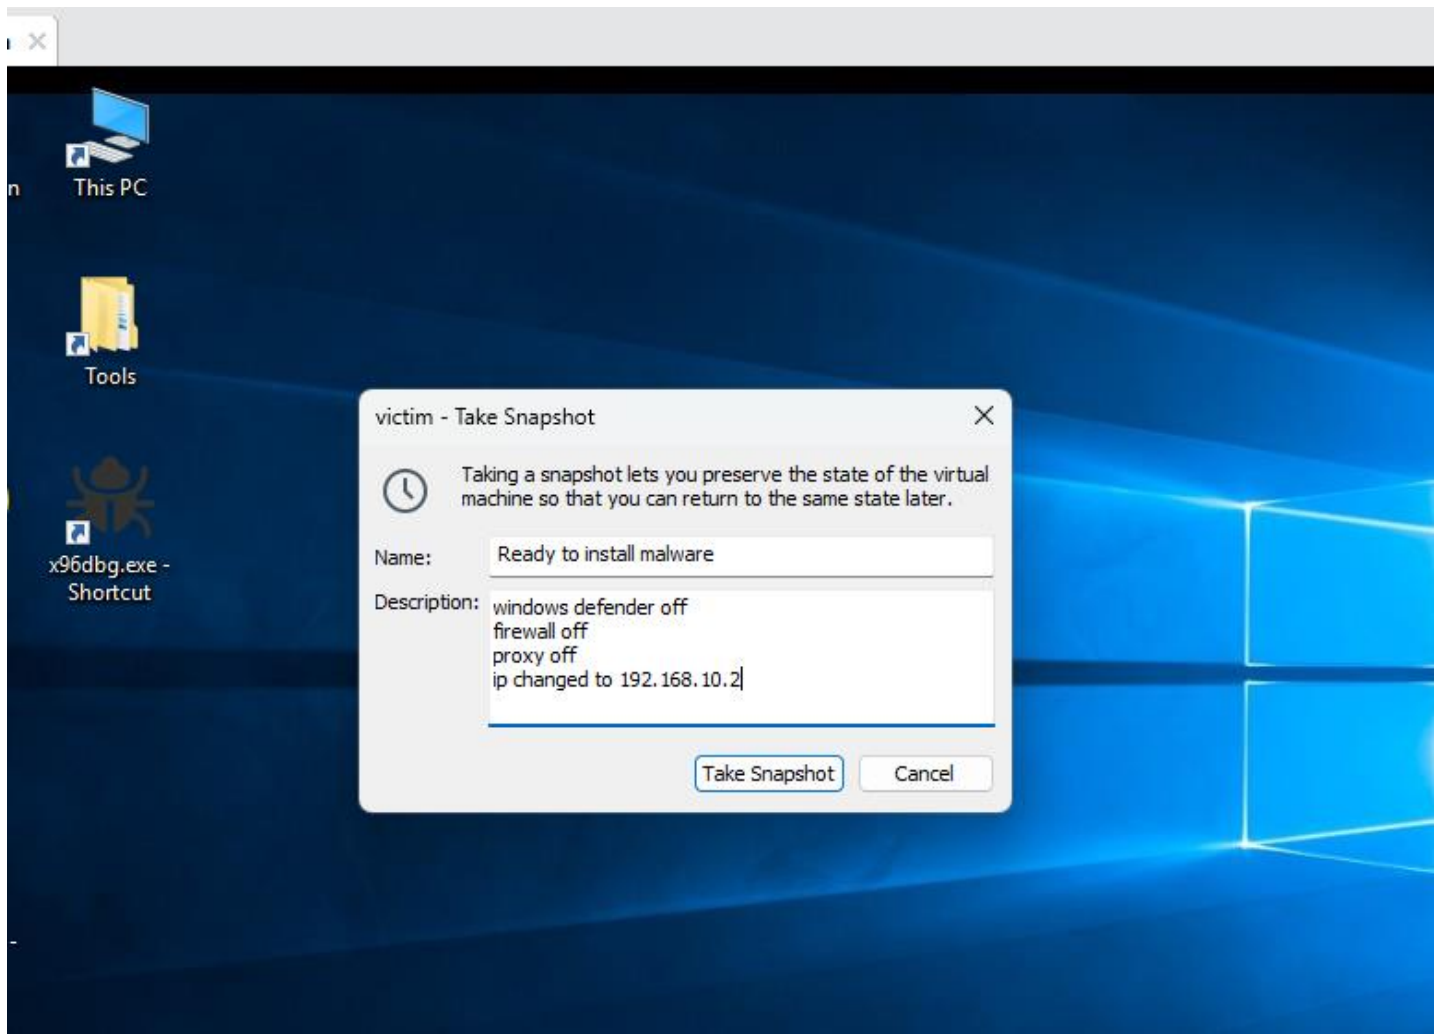 This PC
Tools
x96dbg.exe -
Shortcut
victim - Take Snapshot
Taking a snapshot lets you preserve the state of the virtual
machine so that you can return to the same state later.
Name:
Ready to install malware
Description:
windows defender off
firewall off
proxy off
ip changed to 192.168.10.2
Take Snapshot
Cancel